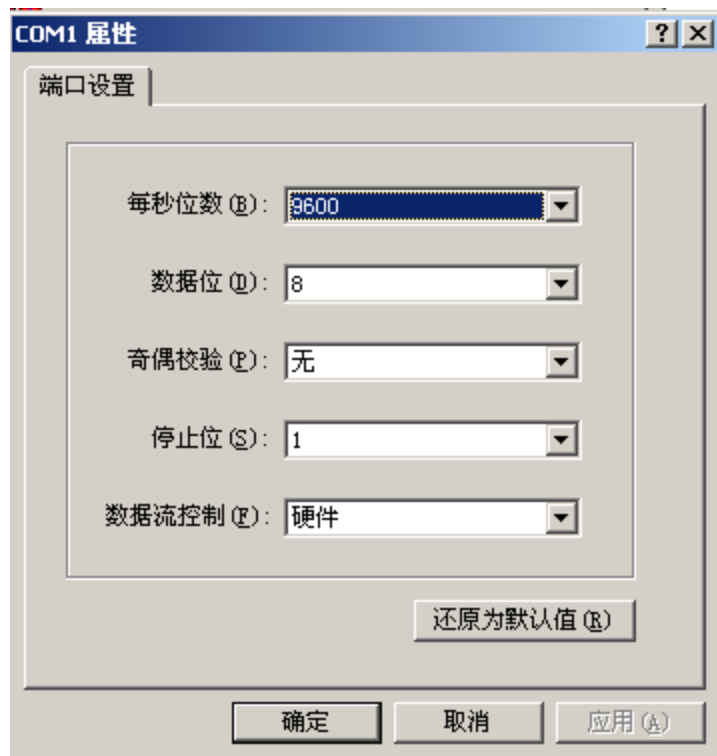 COM1 属性
端口设置
每秒位数(B): 9600
数据位(D): 8
奇偶校验(P): 无
停止位(S): 1
数据流控制(F): 硬件
还原为默认值(R)
确定 取消 应用(A)